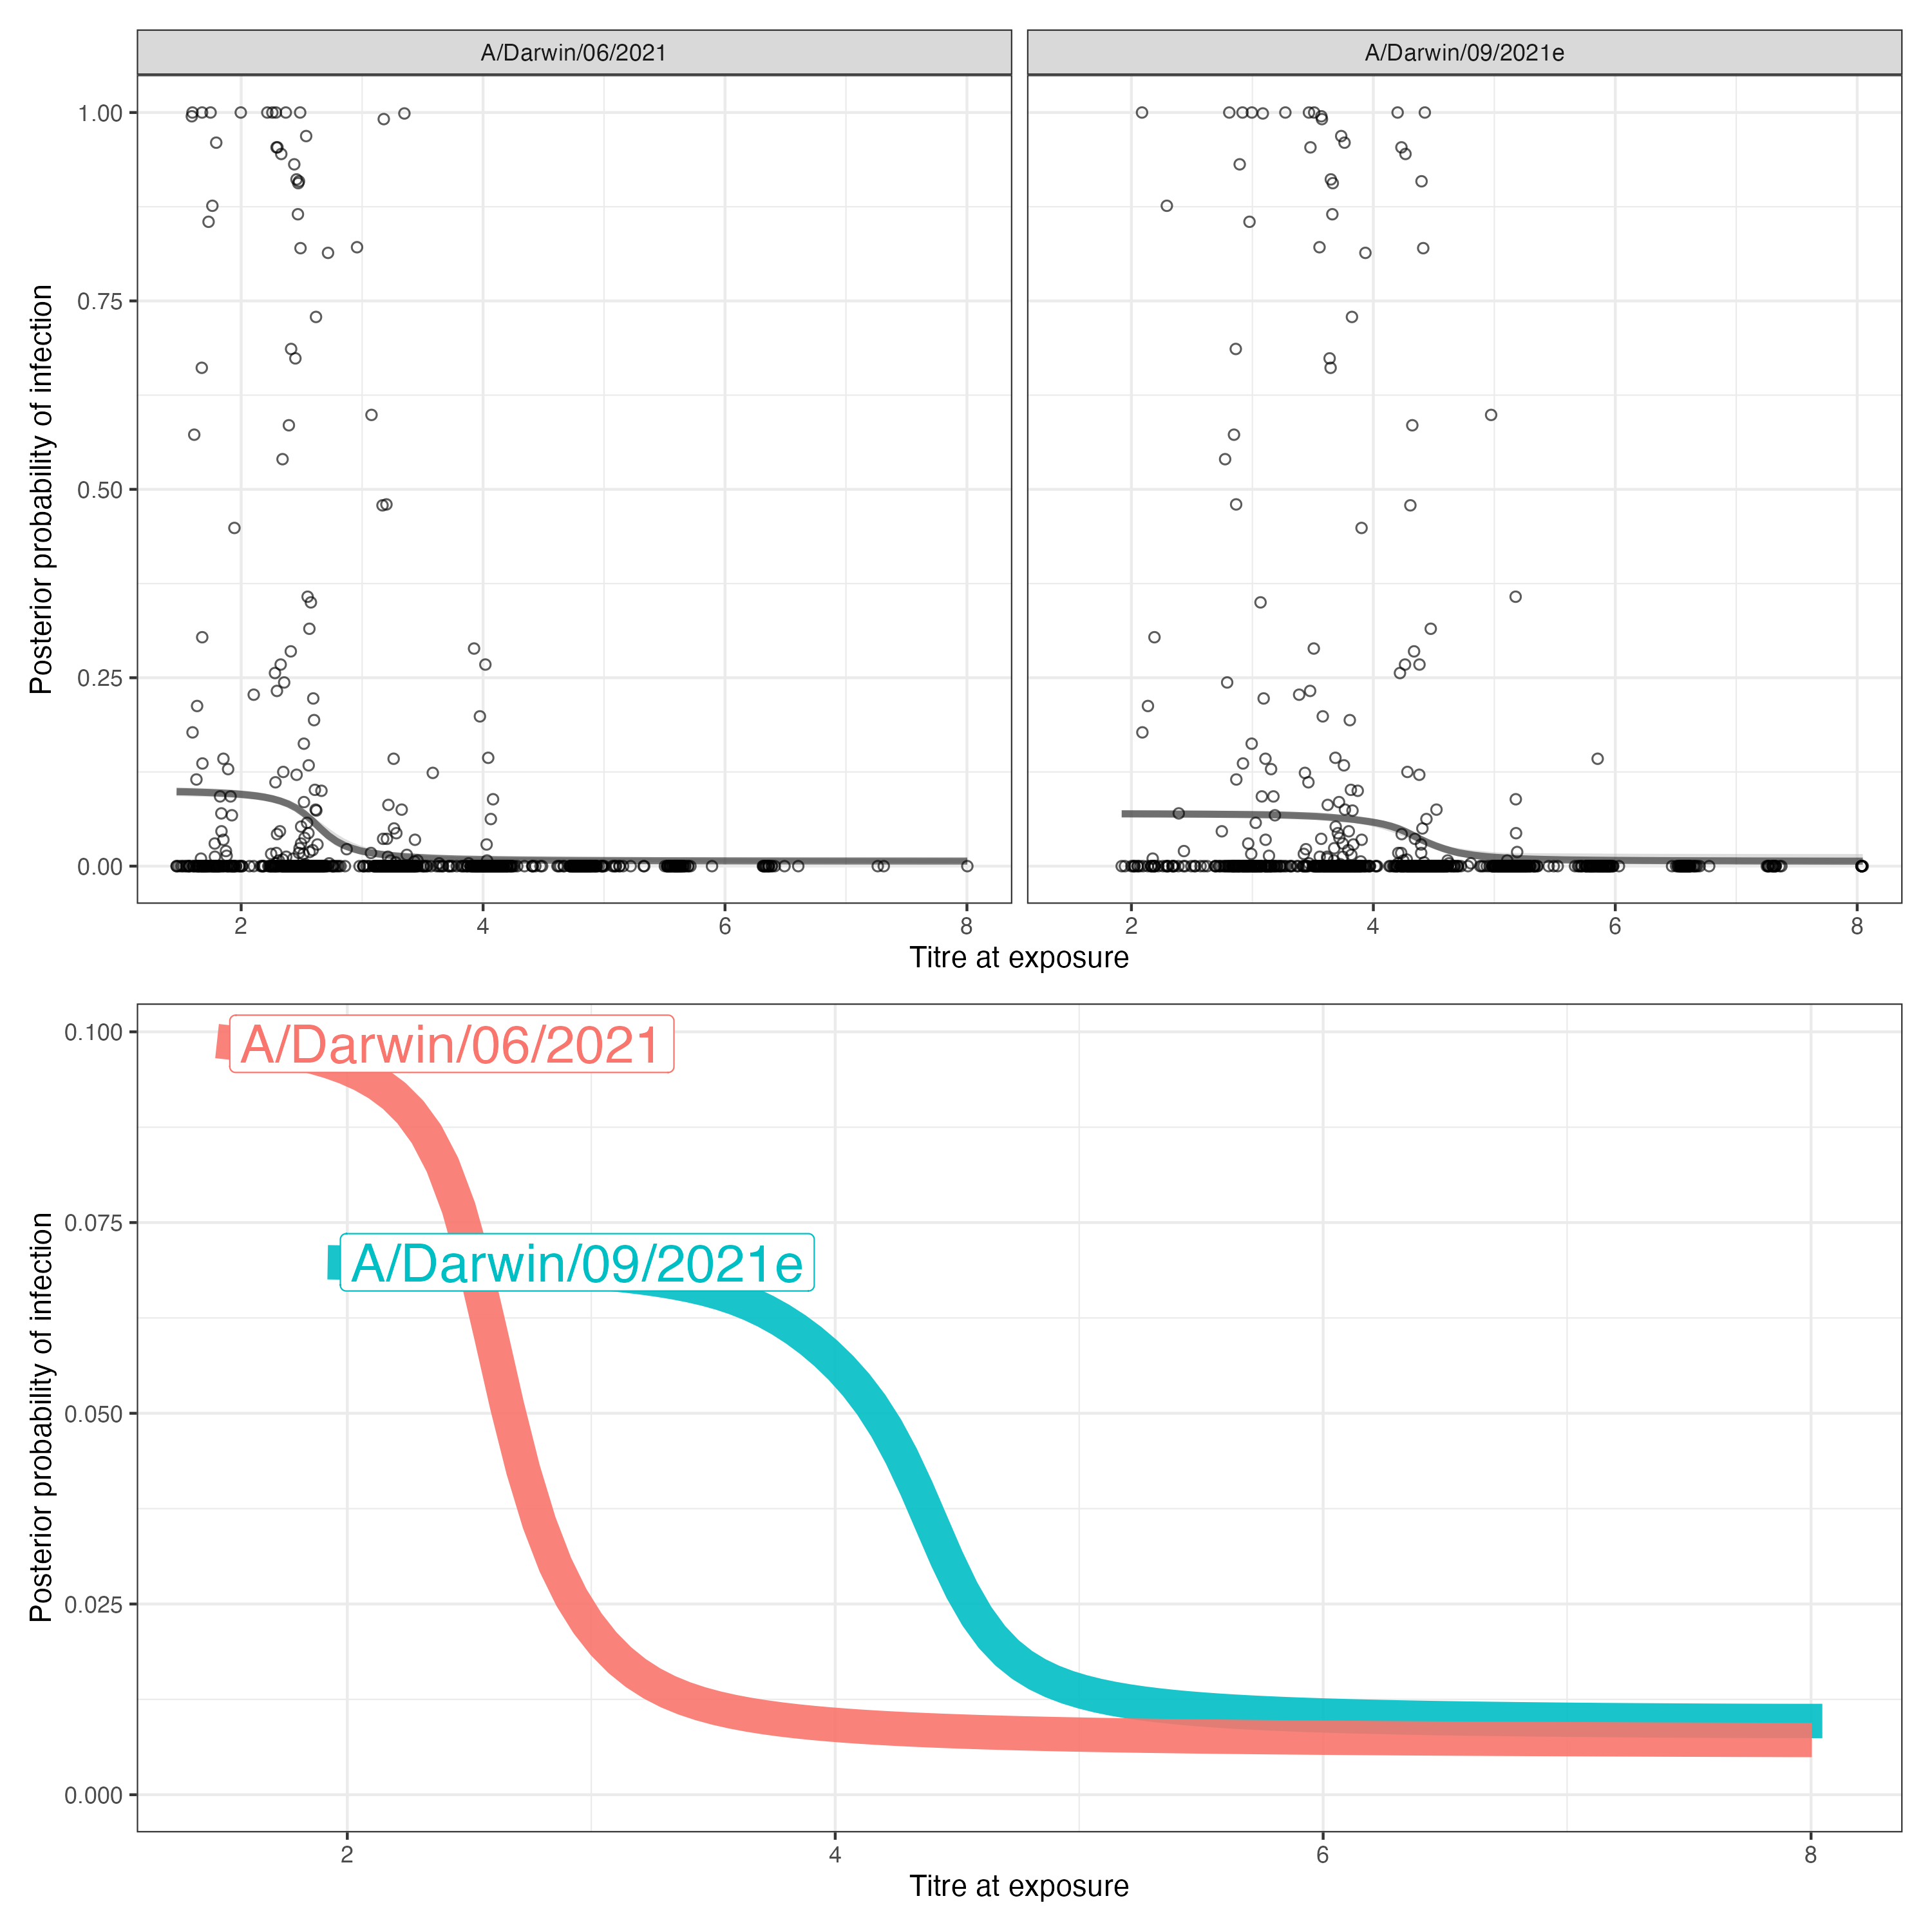 A/Darwin/06/2021
A/Darwin/09/2021e
Posterior probability of infection
1.00
0.75
0.50
0.25
0.00
2 4 6 8
2 4 6 8
Titre at exposure
Posterior probability of infection
0.100
0.075
0.050
0.025
0.000
A/Darwin/06/2021
A/Darwin/09/2021e
2 4 6 8
Titre at exposure